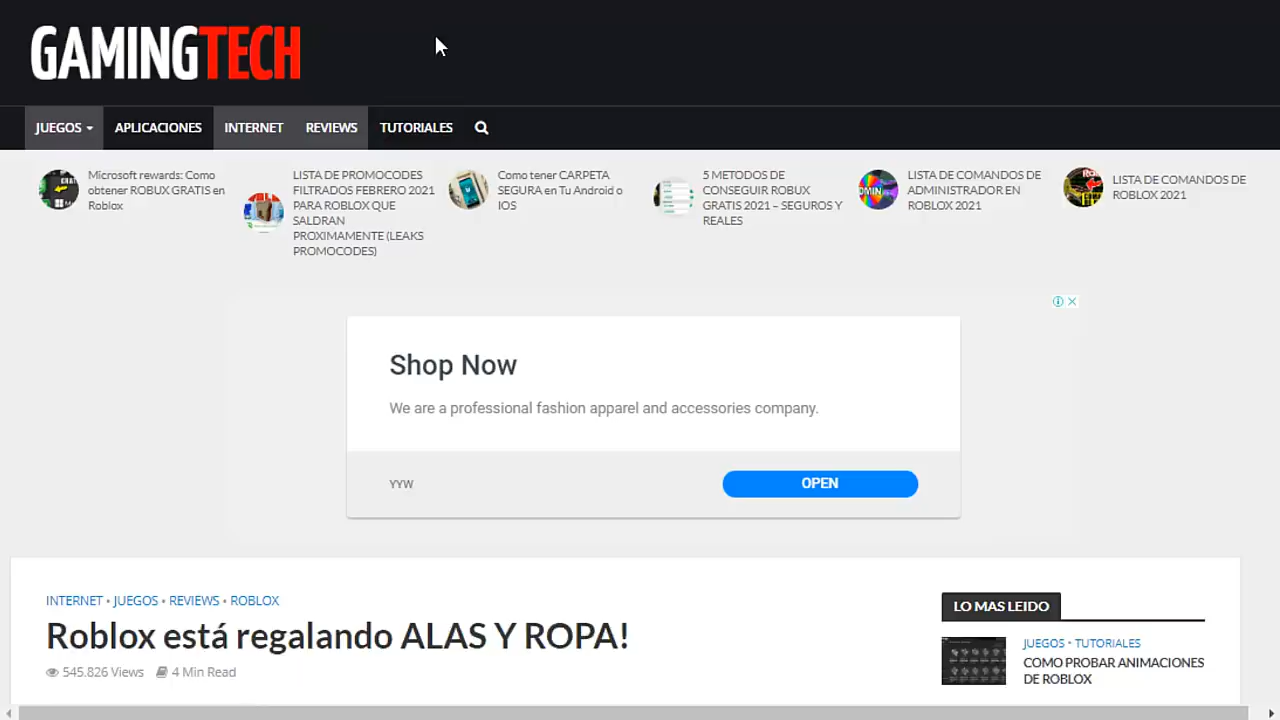 GAMINGTECH
JUEGOS
APLICACIONES
INTERNET
REVIEWS
TUTORIALES
Microsoft rewards: Como
obtener ROBUX GRATIS en
Roblox
LISTA DE PROMOCODES
FILTRADOS FEBRERO 2021
PARA ROBLOX QUE
SALDRAN
PROXIMAMENTE (LEAKS
PROMOCODES)
Como tener CARPETA
SEGURA en Tu Android o
IOS
5 METODOS DE
CONSEGUIR ROBUX
GRATIS 2021 – SEGUROS Y
REALES
LISTA DE COMANDOS DE
ADMINISTRADOR EN
ROBLOX 2021
LISTA DE COMANDOS DE
ROBLOX 2021
Shop Now
We are a professional fashion apparel and accessories company.
YYW
OPEN
INTERNET • JUEGOS • REVIEWS • ROBLOX
Roblox está regalando ALAS Y ROPA!
545.826 Views
4 Min Read
LO MAS LEIDO
JUEGOS • TUTORIALES
COMO PROBAR ANIMACIONES
DE ROBLOX